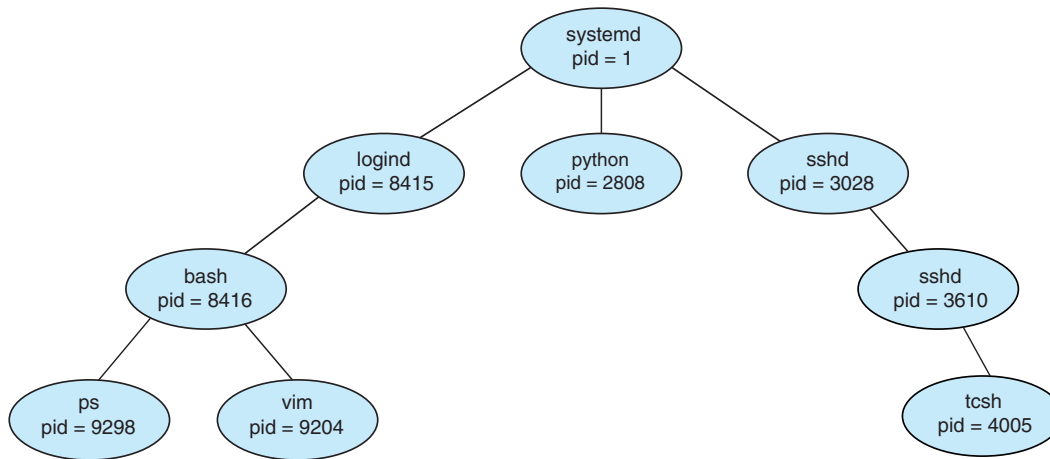 systemd
pid = 1
logind
pid = 8415
python
pid = 2808
sshd
pid = 3028
bash
pid = 8416
sshd
pid = 3610
ps
pid = 9298
vim
pid = 9204
tcsh
pid = 4005